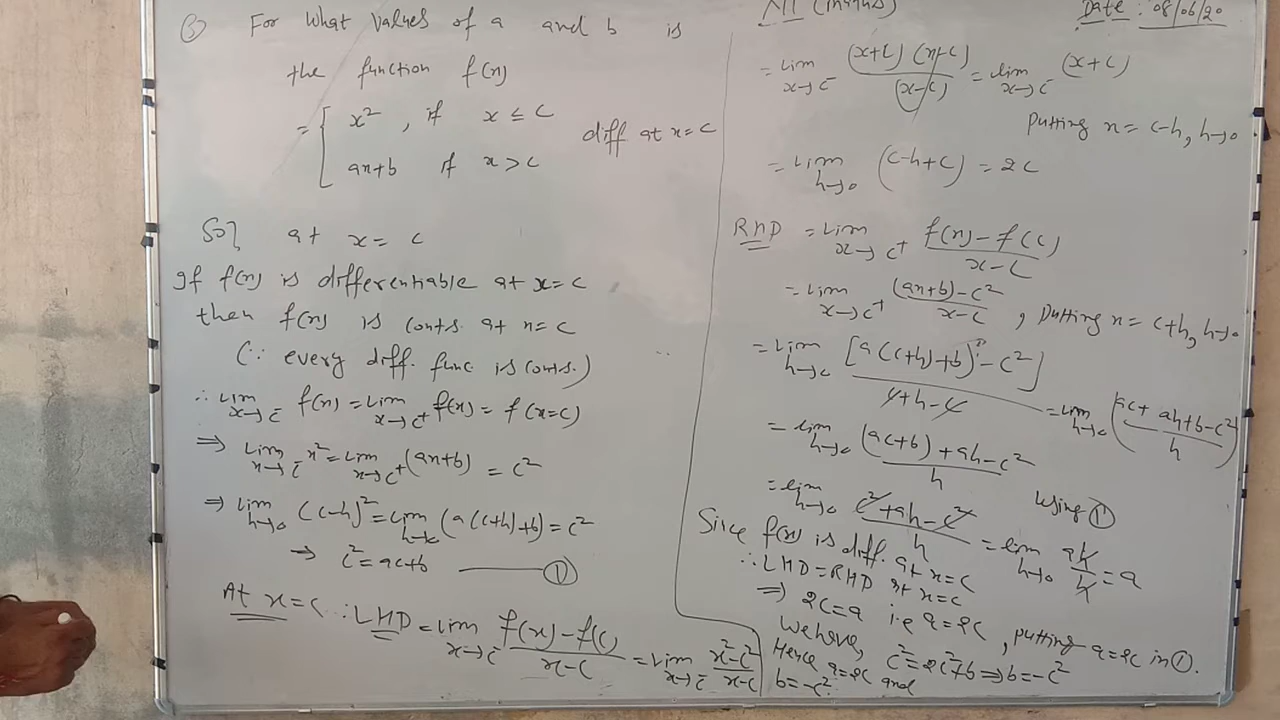 ③ For what values of a and b is
the function f(x)
= { x², if x ≤ c
ax+b if x > c
diff at x=c
Sol at x = c
If f(x) is differentiable at x=c
then f(x) is conts. at x=c
(∵ every diff. func. is conts.)
∴ lim x→c⁻ f(x) = lim x→c⁺ f(x) = f(x=c)
⇒ lim x→c⁻ x² = lim x→c⁺ (ax+b) = c²
⇒ lim h→0 (c-h)² = lim h→c (a(c+h)+b) = c²
⇒ c² = ac+b —— ①
At x=c ∴ LHD = lim x→c⁻ f(x)-f(c)/x-c = lim x→c⁻ x²-c²/x-c
Date : 08/06/20
= lim x→c⁻ (x+c)(x-c)/(x-c) = lim x→c⁻ (x+c)
putting x = c-h, h→0
= lim h→0 (c-h+c) = 2c
RHD = lim x→c⁺ f(x)-f(c)/x-c
= lim x→c⁺ (ax+b)-c²/x-c, putting x = c+h, h→0
= lim h→c [a(c+h)+b)-c²]/c+h-c = lim h→c (ac+ah+b-c²/h)
= lim h→c (ac+b)+ah-c²/h
= lim h→0 c²+ah-c²/h = lim h→0 ah/h = a using ①
Since f(x) is diff. at x=c
∴ LHD=RHD at x=c
⇒ 2c=a i.e a=2c, putting a=2c in ①.
We have, c²=2c²+b ⇒ b=-c²
Hence a=2c and
b=-c²